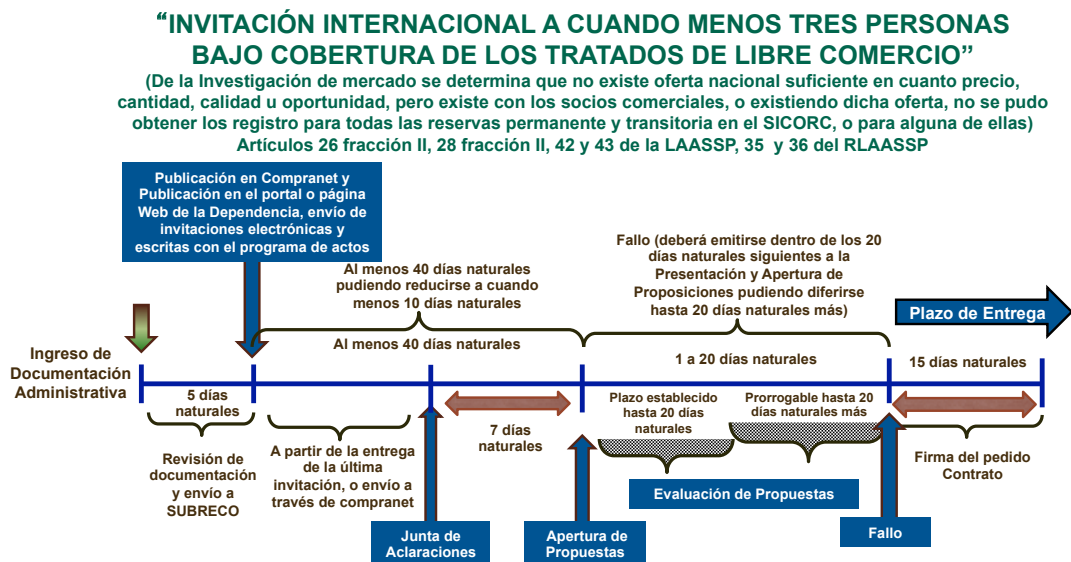 “INVITACIÓN INTERNACIONAL A CUANDO MENOS TRES PERSONAS
BAJO COBERTURA DE LOS TRATADOS DE LIBRE COMERCIO”
(De la Investigación de mercado se determina que no existe oferta nacional suficiente en cuanto precio,
cantidad, calidad u oportunidad, pero existe con los socios comerciales, o existiendo dicha oferta, no se pudo
obtener los registro para todas las reservas permanente y transitoria en el SICORC, o para alguna de ellas)
Artículos 26 fracción II, 28 fracción II, 42 y 43 de la LAASSP, 35 y 36 del RLAASSP
Publicación en Compranet y
Publicación en el portal o página
Web de la Dependencia, envío de
invitaciones electrónicas y
escritas con el programa de actos
Al menos 40 días naturales
pudiendo reducirse a cuando
menos 10 días naturales
Fallo (deberá emitirse dentro de los 20
días naturales siguientes a la
Presentación y Apertura de
Proposiciones pudiendo diferirse
hasta 20 días naturales más)
Plazo de Entrega
Ingreso de
Documentación
Administrativa
Al menos 40 días naturales
1 a 20 días naturales
15 días naturales
5 días
naturales
7 días
naturales
Plazo establecido
hasta 20 días
naturales
Prorrogable hasta 20
días naturales más
Revisión de
documentación
y envío a
SUBRECO
A partir de la entrega
de la última
invitación, o envío a
través de compranet
Firma del pedido
Contrato
Evaluación de Propuestas
Junta de
Aclaraciones
Apertura de
Propuestas
Fallo